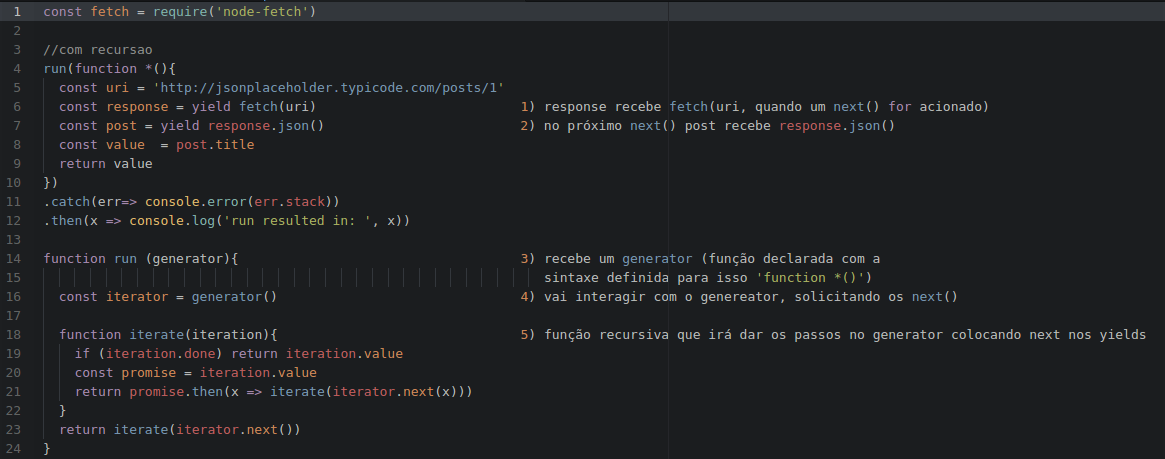 1 const fetch = require('node-fetch')
2
3 //com recursao
4 run(function *(){
5 const uri = 'http://jsonplaceholder.typicode.com/posts/1'
6 const response = yield fetch(uri) 1) response recebe fetch(uri, quando um next() for acionado)
7 const post = yield response.json() 2) no próximo next() post recebe response.json()
8 const value  = post.title
9 return value
10 })
11 .catch(err=> console.error(err.stack))
12 .then(x => console.log('run resulted in: ', x))
13
14 function run (generator){ 3) recebe um generator (função declarada com a
15 sintaxe definida para isso 'function *()')
16 const iterator = generator() 4) vai interagir com o genereator, solicitando os next()
17
18 function iterate(iteration){ 5) função recursiva que irá dar os passos no generator colocando next nos yields
19 if (iteration.done) return iteration.value
20 const promise = iteration.value
21 return promise.then(x => iterate(iterator.next(x)))
22 }
23 return iterate(iterator.next())
24 }